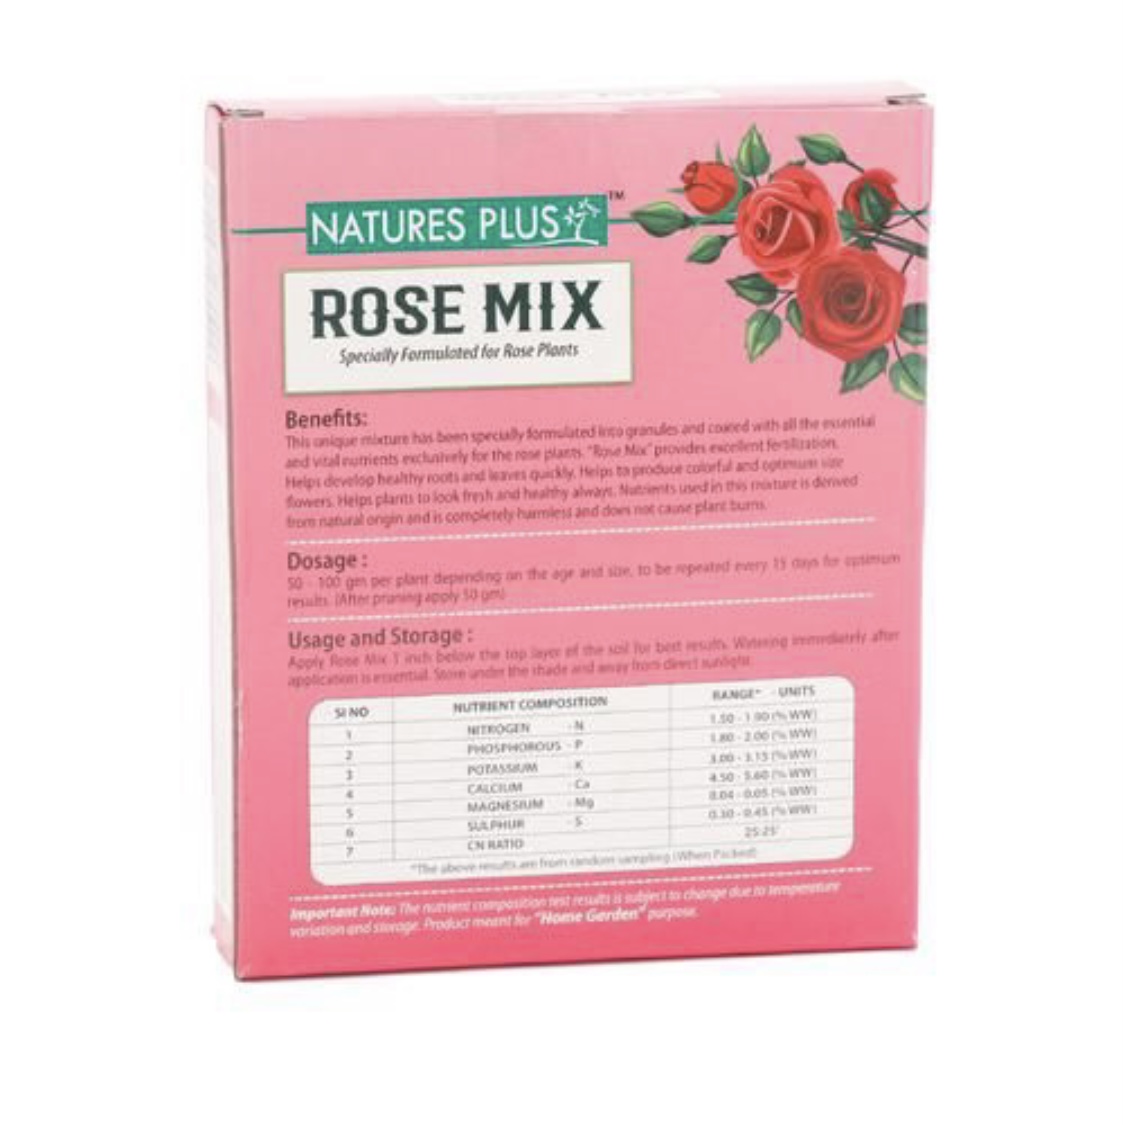 NATURES PLUS ™
ROSE MIX
Specially Formulated for Rose Plants
Benefits:
This unique mixture has been specially formulated into granules and coated with all the essential
and vital nutrients exclusively for the rose plants. "Rose Mix" provides excellent fertilization.
Helps develop healthy roots and leaves quickly. Helps to produce colorful and optimum size
flowers. Helps plants to look fresh and healthy always. Nutrients used in this mixture is derived
from natural origin and is completely harmless and does not cause plant burns.
Dosage :
50 - 100 gm per plant depending on the age and size, to be repeated every 15 days for optimum
results. (After pruning apply 50 gm)
Usage and Storage :
Apply Rose Mix 1 inch below the top layer of the soil for best results. Watering immediately after
application is essential. Store under the shade and away from direct sunlight.
SI NO NUTRIENT COMPOSITION RANGE* - UNITS
1 NITROGEN - N 1.50 - 1.90 (% WW)
2 PHOSPHOROUS - P 1.80 - 2.00 (% WW)
3 POTASSIUM - K 3.00 - 3.15 (% WW)
4 CALCIUM - Ca 4.50 - 5.60 (% WW)
5 MAGNESIUM - Mg 0.04 - 0.05 (% WW)
6 SULPHUR - S 0.30 - 0.45 (% WW)
7 CN RATIO
*The above results are from random sampling (When Packed)
Important Note: The nutrient composition test results is subject to change due to temperature
variation and storage. Product meant for "Home Garden" purpose.